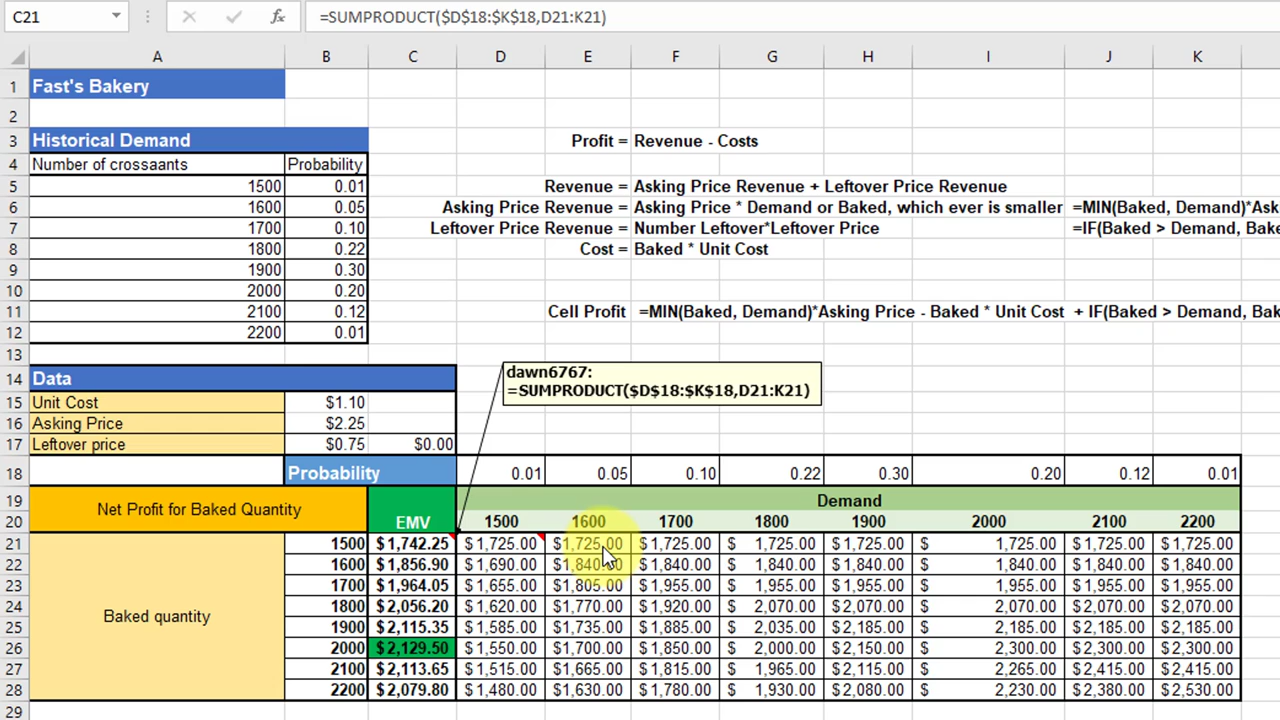 C21 fx =SUMPRODUCT($D$18:$K$18,D21:K21)
A B C D E F G H I J K
1 Fast's Bakery
2
3 Historical Demand Profit = Revenue - Costs
4 Number of crossaants Probability
5 1500 0.01 Revenue = Asking Price Revenue + Leftover Price Revenue
6 1600 0.05 Asking Price Revenue = Asking Price * Demand or Baked, which ever is smaller =MIN(Baked, Demand)*Ask
7 1700 0.10 Leftover Price Revenue = Number Leftover*Leftover Price =IF(Baked > Demand, Bake
8 1800 0.22 Cost = Baked * Unit Cost
9 1900 0.30
10 2000 0.20
11 2100 0.12 Cell Profit =MIN(Baked, Demand)*Asking Price - Baked * Unit Cost + IF(Baked > Demand, Bak
12 2200 0.01
13
dawn6767:
14 Data
=SUMPRODUCT($D$18:$K$18,D21:K21)
15 Unit Cost $1.10
16 Asking Price $2.25
17 Leftover price $0.75 $0.00
18 Probability 0.01 0.05 0.10 0.22 0.30 0.20 0.12 0.01
19 Demand
Net Profit for Baked Quantity
20 EMV 1500 1600 1700 1800 1900 2000 2100 2200
21 1500 $1,742.25 $1,725.00 $1,725.00 $1,725.00 $ 1,725.00 $1,725.00 $ 1,725.00 $1,725.00 $1,725.00
22 1600 $1,856.90 $1,690.00 $1,840.00 $1,840.00 $ 1,840.00 $1,840.00 $ 1,840.00 $1,840.00 $1,840.00
23 1700 $1,964.05 $1,655.00 $1,805.00 $1,955.00 $ 1,955.00 $1,955.00 $ 1,955.00 $1,955.00 $1,955.00
24 1800 $2,056.20 $1,620.00 $1,770.00 $1,920.00 $ 2,070.00 $2,070.00 $ 2,070.00 $2,070.00 $2,070.00
Baked quantity
25 1900 $2,115.35 $1,585.00 $1,735.00 $1,885.00 $ 2,035.00 $2,185.00 $ 2,185.00 $2,185.00 $2,185.00
26 2000 $2,129.50 $1,550.00 $1,700.00 $1,850.00 $ 2,000.00 $2,150.00 $ 2,300.00 $2,300.00 $2,300.00
27 2100 $2,113.65 $1,515.00 $1,665.00 $1,815.00 $ 1,965.00 $2,115.00 $ 2,265.00 $2,415.00 $2,415.00
28 2200 $2,079.80 $1,480.00 $1,630.00 $1,780.00 $ 1,930.00 $2,080.00 $ 2,230.00 $2,380.00 $2,530.00
29